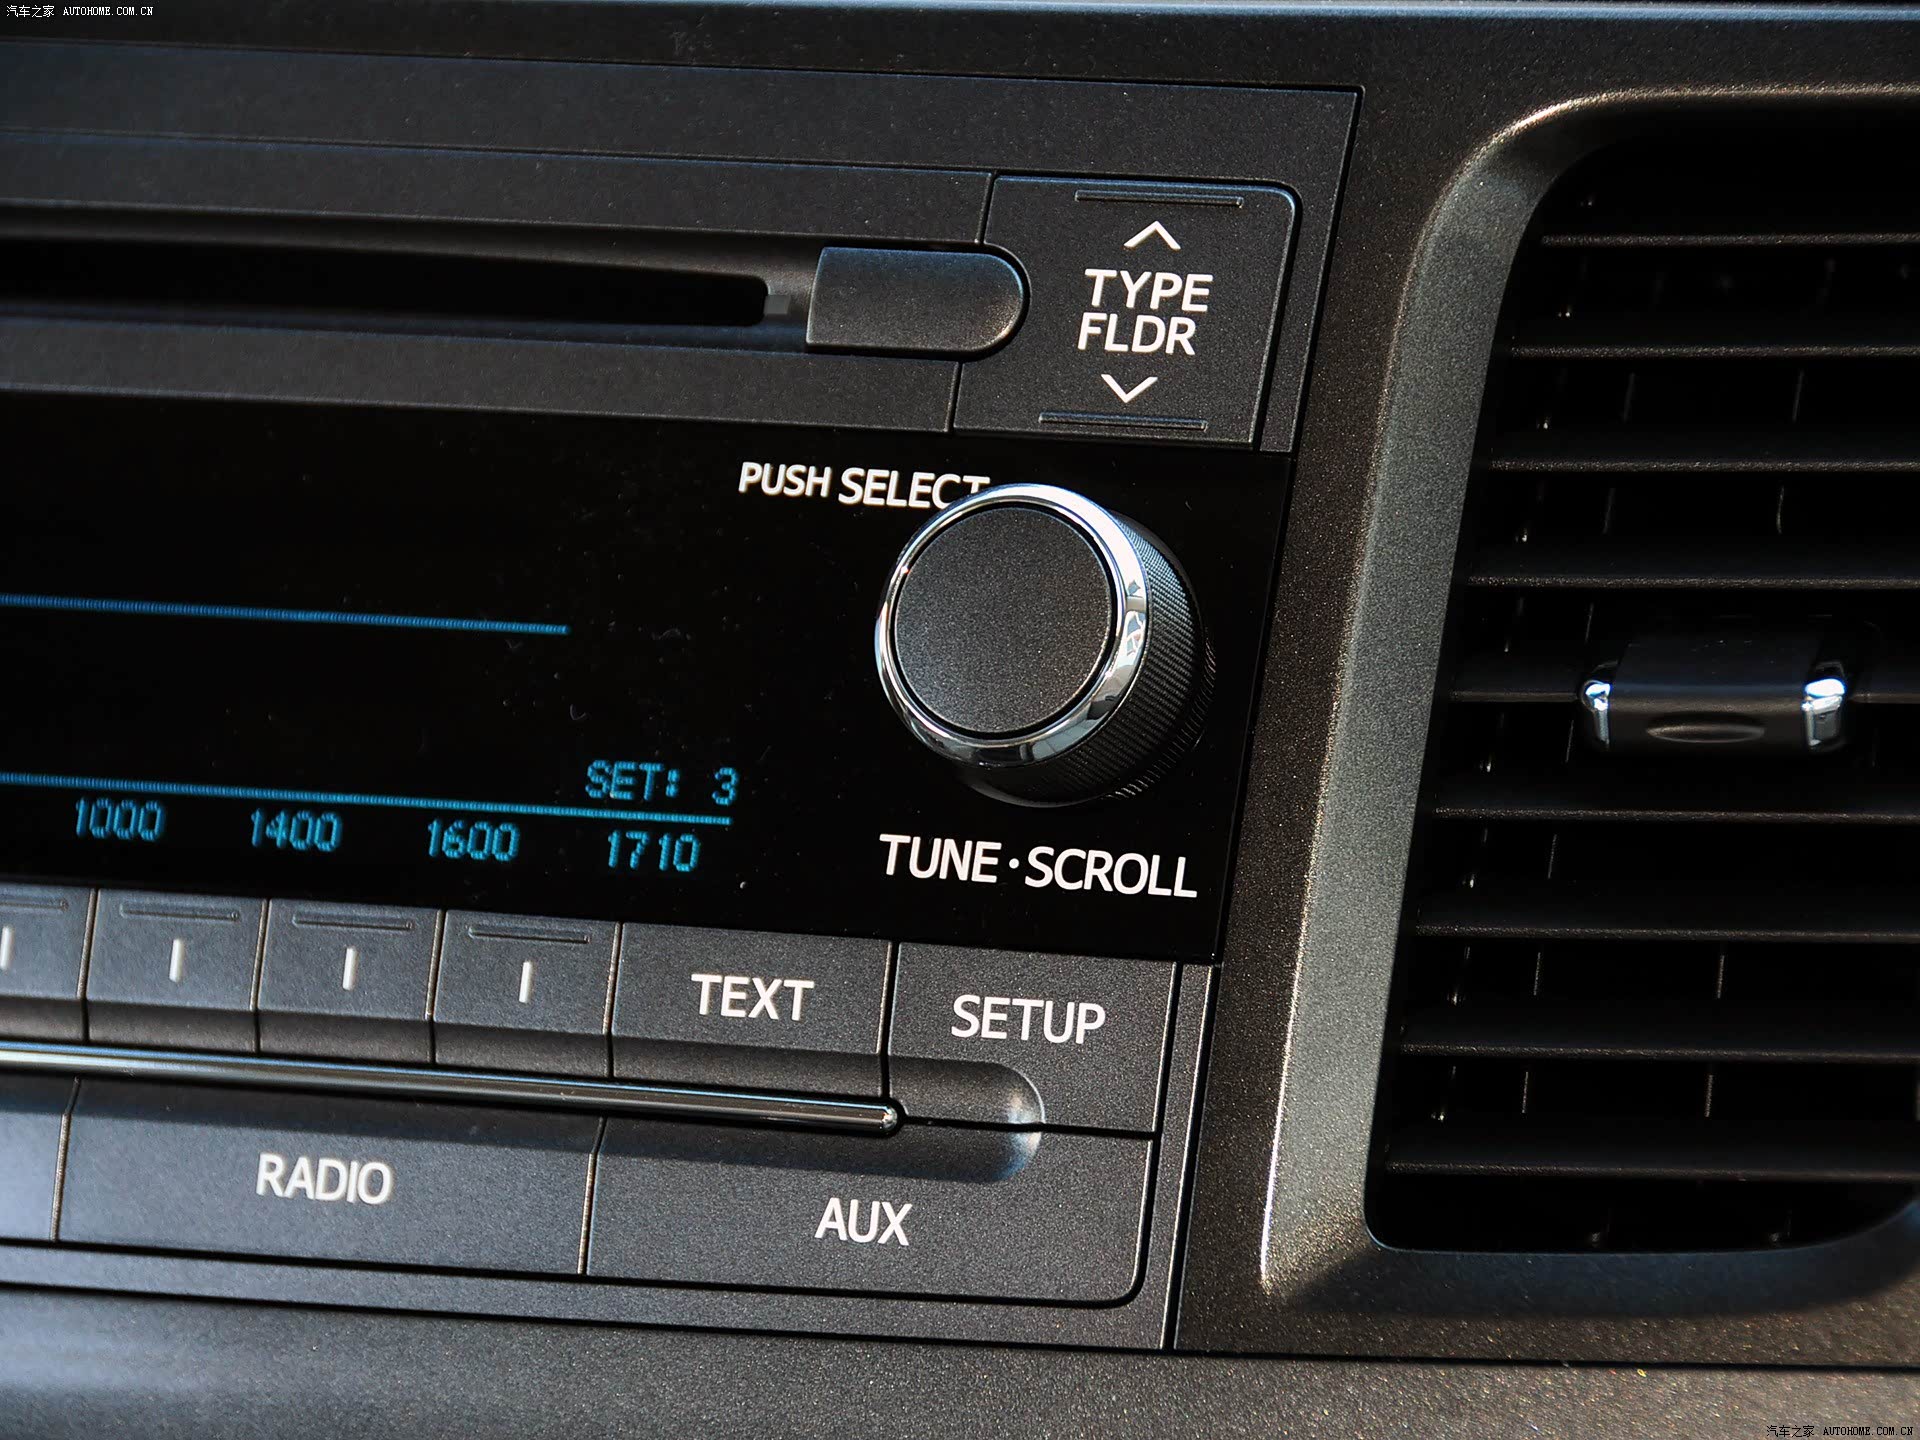 汽车之家 AUTOHOME.COM.CN
TYPE
FLDR
PUSH SELECT
SET: 3
1000 1400 1600 1710
TUNE·SCROLL
TEXT
SETUP
RADIO
AUX
汽车之家 AUTOHOME.COM.CN